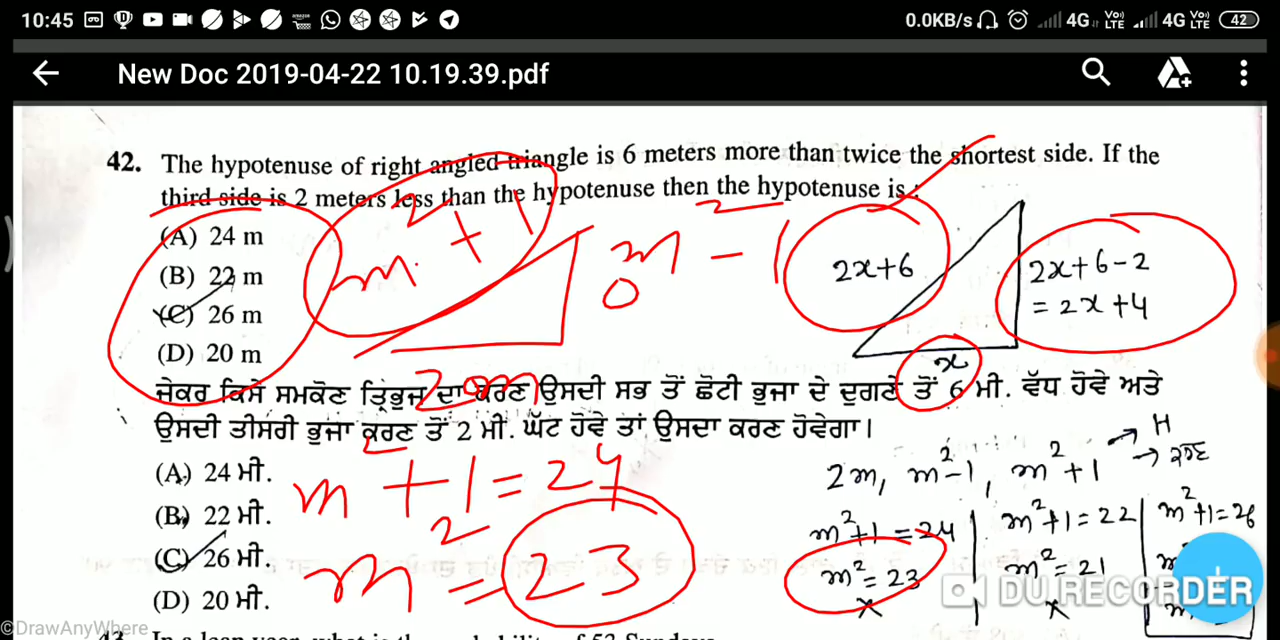 10:45 0.0KB/s 4G VoLTE 4G VoLTE 42
New Doc 2019-04-22 10.19.39.pdf
42. The hypotenuse of right angled triangle is 6 meters more than twice the shortest side. If the
third side is 2 meters less than the hypotenuse then the hypotenuse is :
(A) 24 m
(B) 22 m
(C) 26 m
(D) 20 m
m² + 1
m² - 1
2m
2x+6
2x+6-2
= 2x+4
x
ਜੇਕਰ ਕਿਸੇ ਸਮਕੋਣ ਤ੍ਰਿਭੁਜ ਦਾ ਕਰਣ ਉਸਦੀ ਸਭ ਤੋਂ ਛੋਟੀ ਭੁਜਾ ਦੇ ਦੁਗਣੇ ਤੋਂ 6 ਮੀ. ਵੱਧ ਹੋਵੇ ਅਤੇ
ਉਸਦੀ ਤੀਸਰੀ ਭੁਜਾ ਕਰਣ ਤੋਂ 2 ਮੀ. ਘੱਟ ਹੋਵੇ ਤਾਂ ਉਸਦਾ ਕਰਣ ਹੋਵੇਗਾ।
(A) 24 ਮੀ.
(B) 22 ਮੀ.
(C) 26 ਮੀ.
(D) 20 ਮੀ.
m² + 1 = 24
m² = 23
2m, m²-1, m²+1 → H
→ ਕਰਣ
m²+1 = 24 | m²+1 = 22 | m²+1 = 26
m² = 23 | m² = 21
x x
DU RECORDING
DrawAnyWhere